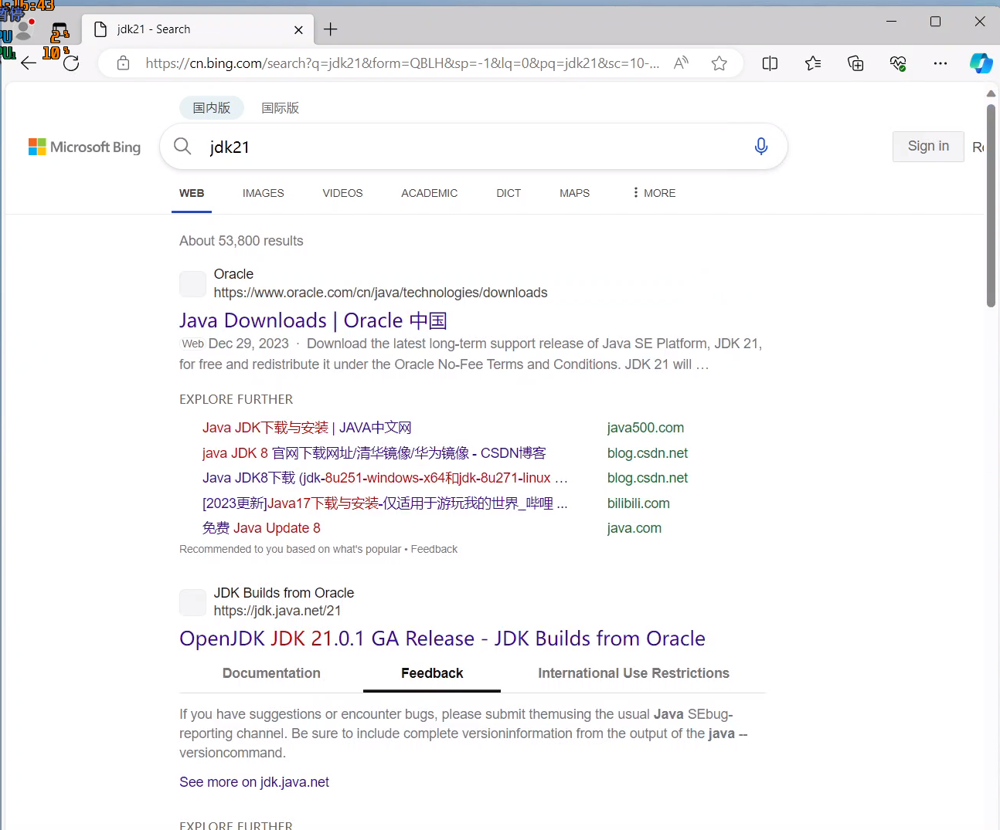 :15:43
暂停
PU 2%
PU 10%
jdk21 - Search
https://cn.bing.com/search?q=jdk21&form=QBLH&sp=-1&lq=0&pq=jdk21&sc=10-...
国内版 国际版
Microsoft Bing
jdk21
Sign in
WEB IMAGES VIDEOS ACADEMIC DICT MAPS MORE
About 53,800 results
Oracle
https://www.oracle.com/cn/java/technologies/downloads
Java Downloads | Oracle 中国
Web Dec 29, 2023 · Download the latest long-term support release of Java SE Platform, JDK 21,
for free and redistribute it under the Oracle No-Fee Terms and Conditions. JDK 21 will …
EXPLORE FURTHER
Java JDK下载与安装 | JAVA中文网 java500.com
java JDK 8 官网下载网址/清华镜像/华为镜像 - CSDN博客 blog.csdn.net
Java JDK8下载 (jdk-8u251-windows-x64和jdk-8u271-linux … blog.csdn.net
[2023更新]Java17下载与安装-仅适用于游玩我的世界_哔哩 ... bilibili.com
免费 Java Update 8 java.com
Recommended to you based on what's popular • Feedback
JDK Builds from Oracle
https://jdk.java.net/21
OpenJDK JDK 21.0.1 GA Release - JDK Builds from Oracle
Documentation Feedback International Use Restrictions
If you have suggestions or encounter bugs, please submit themusing the usual Java SEbug-
reporting channel. Be sure to include complete versioninformation from the output of the java --
versioncommand.
See more on jdk.java.net
EXPLORE FURTHER